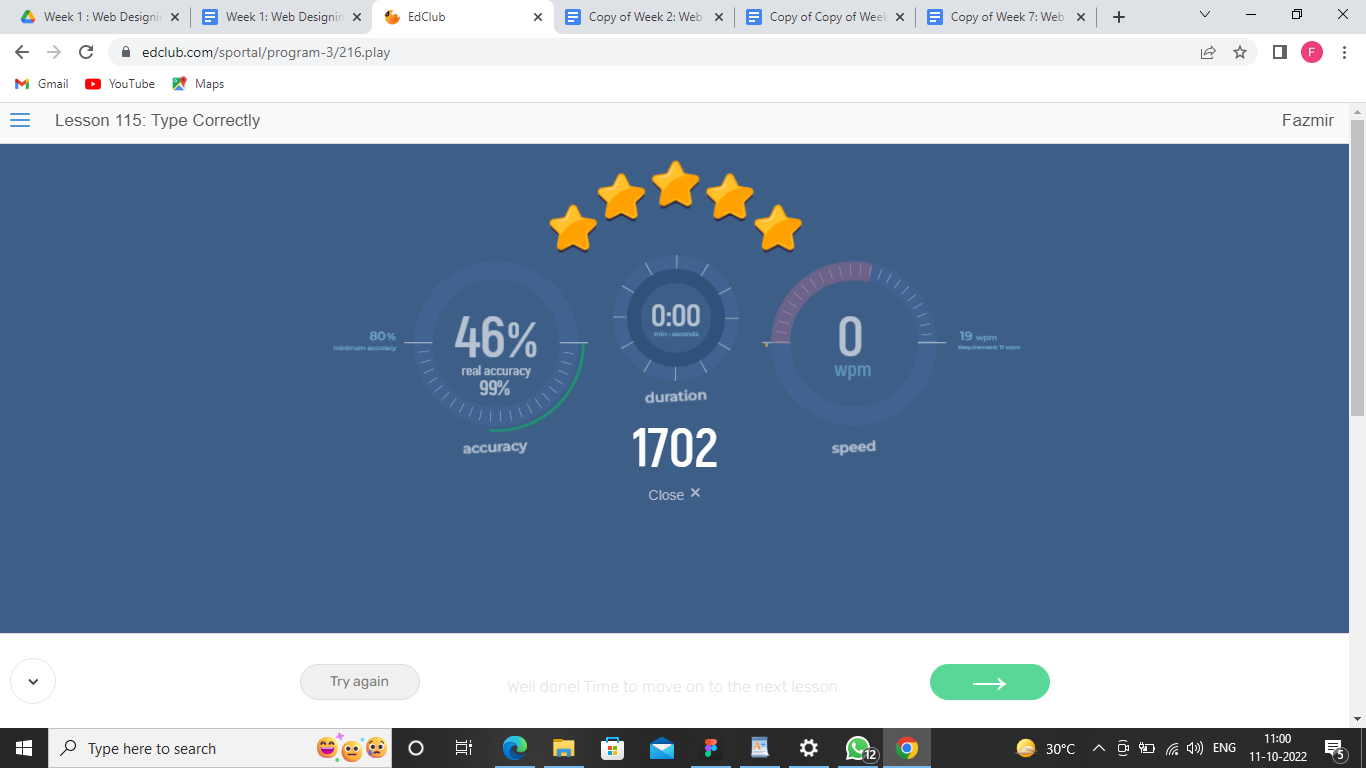 Week 1 : Web Designi
Week 1: Web Designin
EdClub
Copy of Week 2: Web
Copy of Copy of Week
Copy of Week 7: Web
edclub.com/sportal/program-3/216.play
F
Gmail
YouTube
Maps
Lesson 115: Type Correctly
Fazmir
80%
minimum accuracy
46%
real accuracy
99%
accuracy
0:00
min : seconds
duration
1702
Close
0
wpm
speed
19 wpm
Try again
Well done! Time to move on to the next lesson.
Type here to search
12
30°C
ENG
11:00
11-10-2022
5